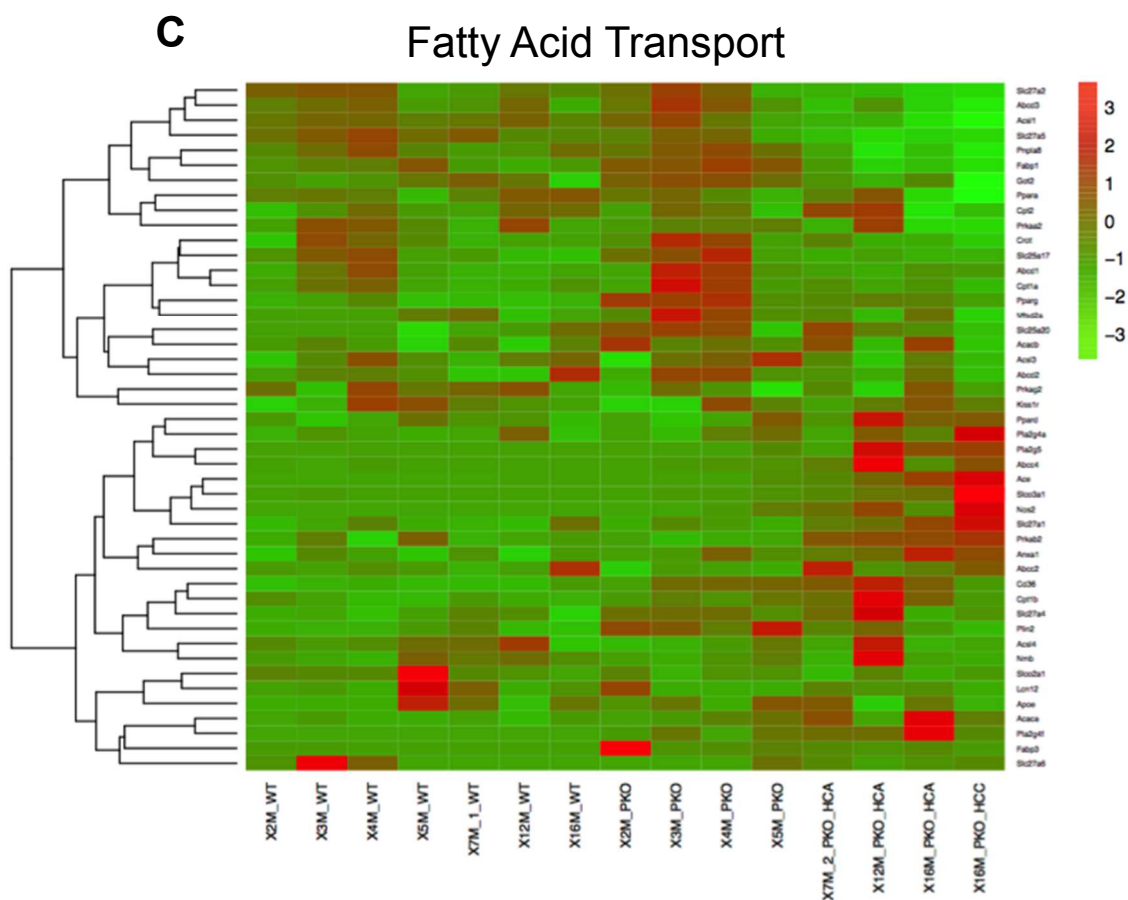 C
Fatty Acid Transport
Slc27a2
Abcc3
Acsl1
Slc27a5
Pnpla8
Fabp1
Got2
Ppara
Cpt2
Prkaa2
Crot
Slc25a17
Abcd1
Cpt1a
Pparg
Mfsd2a
Slc25a20
Acacb
Acsl3
Abcd2
Prkag2
Kiss1r
Ppard
Pla2g4a
Pla2g5
Abcc4
Ace
Slco3a1
Nos2
Slc27a1
Prkab2
Anxa1
Abcc2
Cd36
Cpt1b
Slc27a4
Plin2
Acsl4
Nmb
Slco2a1
Lcn12
Apoe
Acaca
Pla2g4f
Fabp3
Slc27a6
3
2
1
0
−1
−2
−3
X2M_WT
X3M_WT
X4M_WT
X5M_WT
X7M_1_WT
X12M_WT
X16M_WT
X2M_PKO
X3M_PKO
X4M_PKO
X5M_PKO
X7M_2_PKO_HCA
X12M_PKO_HCA
X16M_PKO_HCA
X16M_PKO_HCC